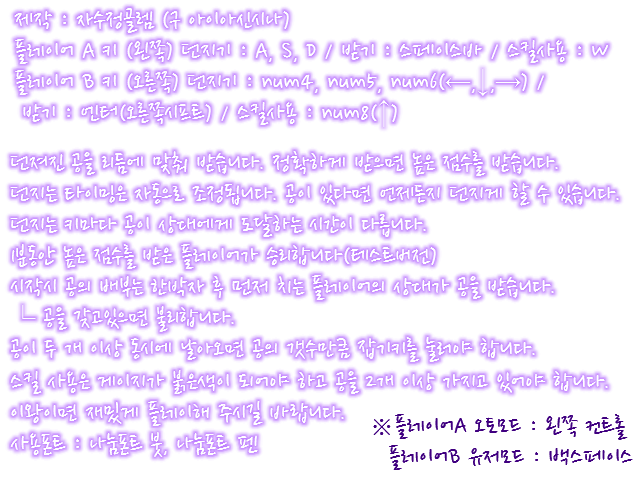 제작 : 자수정골렘 (구 아이아신시나)
플레이어 A 키 (왼쪽) 던지기 : A, S, D / 받기 : 스페이스바 / 스킬사용 : W
플레이어 B 키 (오른쪽) 던지기 : num4, num5, num6(←,↓,→) /
받기 : 엔터(오른쪽시프트) / 스킬사용 : num8(↑)
던져진 공을 리듬에 맞춰 받습니다. 정확하게 받으면 높은 점수를 받습니다.
던지는 타이밍은 자동으로 조정됩니다. 공이 있다면 언제든지 던지게 할 수 있습니다.
던지는 키마다 공이 상대에게 도달하는 시간이 다릅니다.
1분동안 높은 점수를 받은 플레이어가 승리합니다(테스트버전)
시작시 공의 배부는 한박자 후 먼저 치는 플레이어의 상대가 공을 받습니다.
ㄴ 공을 갖고있으면 불리합니다.
공이 두 개 이상 동시에 날아오면 공의 갯수만큼 잡기키를 눌러야 합니다.
스킬 사용은 게이지가 붉은색이 되어야 하고 공을 2개 이상 가지고 있어야 합니다.
이왕이면 재밌게 플레이해 주시길 바랍니다.
사용폰트 : 나눔폰트 붓, 나눔폰트 펜
※플레이어A 오토모드 : 왼쪽 컨트롤
플레이어B 유저모드 : 백스페이스